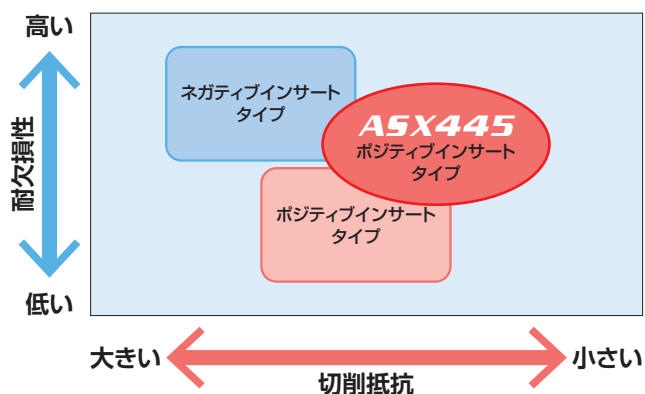 高い
耐欠損性
低い
ネガティブインサート
タイプ
ASX445
ポジティブインサート
タイプ
ポジティブインサート
タイプ
大きい
小さい
切削抵抗